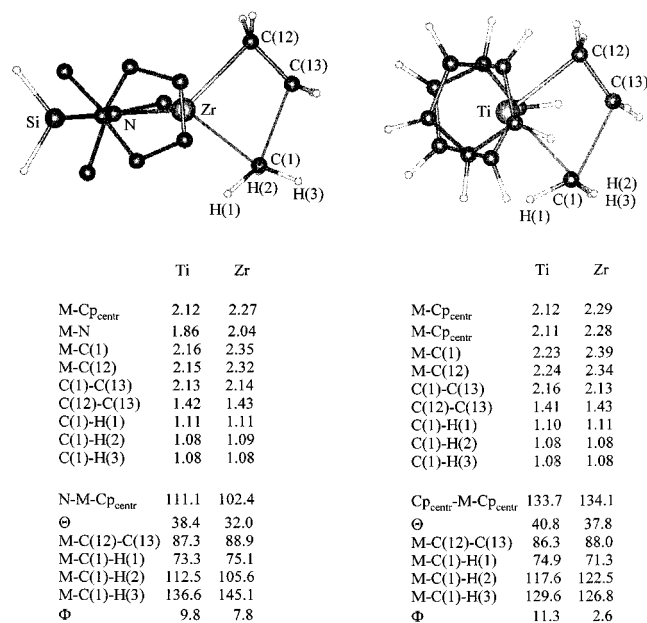 C(12)
C(13)
Si
N
Zr
C(1)
H(2)
H(3)
H(1)
C(12)
C(13)
Ti
H(2)
C(1)
H(3)
H(1)
Ti Zr
M-Cpcentr 2.12 2.27
M-N 1.86 2.04
M-C(1) 2.16 2.35
M-C(12) 2.15 2.32
C(1)-C(13) 2.13 2.14
C(12)-C(13) 1.42 1.43
C(1)-H(1) 1.11 1.11
C(1)-H(2) 1.08 1.09
C(1)-H(3) 1.08 1.08
N-M-Cpcentr 111.1 102.4
Θ 38.4 32.0
M-C(12)-C(13) 87.3 88.9
M-C(1)-H(1) 73.3 75.1
M-C(1)-H(2) 112.5 105.6
M-C(1)-H(3) 136.6 145.1
Φ 9.8 7.8
Ti Zr
M-Cpcentr 2.12 2.29
M-Cpcentr 2.11 2.28
M-C(1) 2.23 2.39
M-C(12) 2.24 2.34
C(1)-C(13) 2.16 2.13
C(12)-C(13) 1.41 1.43
C(1)-H(1) 1.10 1.11
C(1)-H(2) 1.08 1.08
C(1)-H(3) 1.08 1.08
Cpcentr-M-Cpcentr 133.7 134.1
Θ 40.8 37.8
M-C(12)-C(13) 86.3 88.0
M-C(1)-H(1) 74.9 71.3
M-C(1)-H(2) 117.6 122.5
M-C(1)-H(3) 129.6 126.8
Φ 11.3 2.6